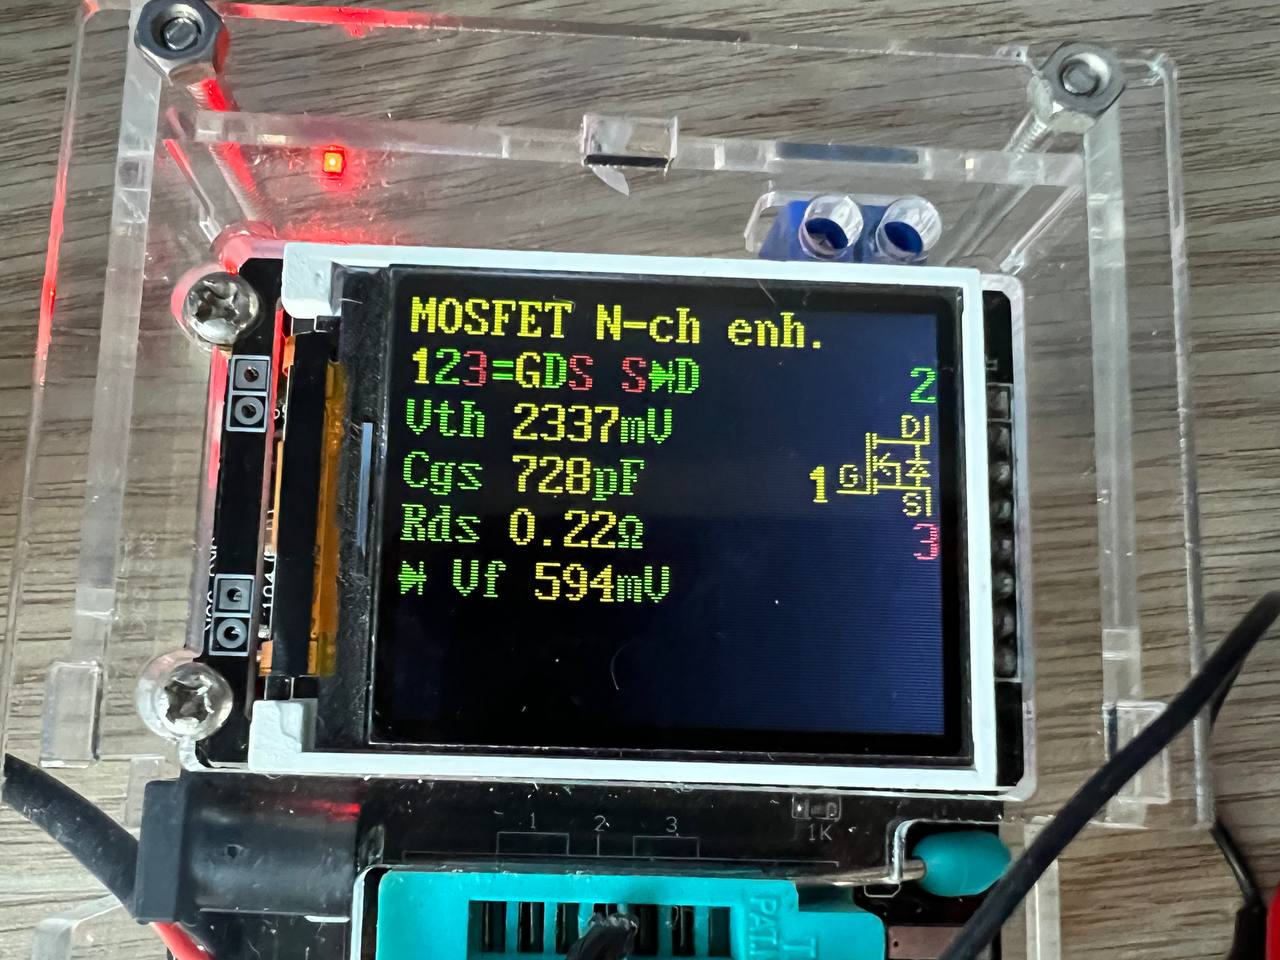 MOSFET N-ch enh.
123=GDS S▶|D
Vth 2337mV
Cgs 728pF
Rds 0.22Ω
▶| Vf 594mV
2
D
1 G
S
3
1 2 3
1K
PAT.